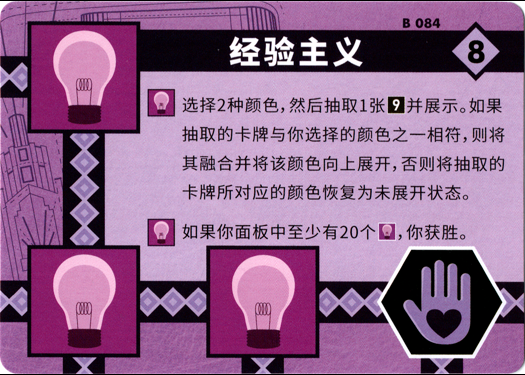 B 084
经验主义
8
选择2种颜色，然后抽取1张9并展示。如果
抽取的卡牌与你选择的颜色之一相符，则将
其融合并将该颜色向上展开，否则将抽取的
卡牌所对应的颜色恢复为未展开状态。
如果你面板中至少有20个，你获胜。